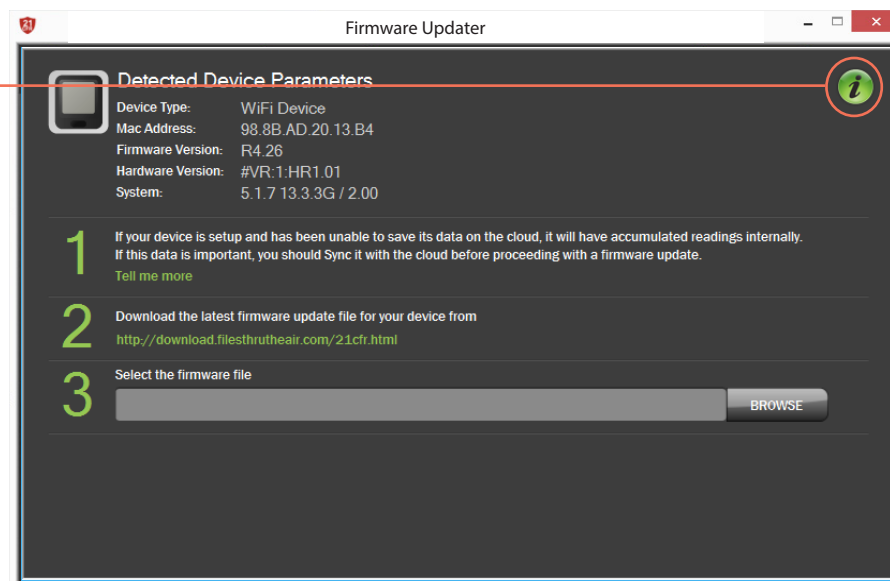 21
Firmware Updater
Detected Device Parameters
Device Type: WiFi Device
Mac Address: 98.8B.AD.20.13.B4
Firmware Version: R4.26
Hardware Version: #VR:1:HR1.01
System: 5.1.7 13.3.3G / 2.00
1
If your device is setup and has been unable to save its data on the cloud, it will have accumulated readings internally.
If this data is important, you should Sync it with the cloud before proceeding with a firmware update.
Tell me more
2
Download the latest firmware update file for your device from
http://download.filesthrutheair.com/21cfr.html
3
Select the firmware file
BROWSE